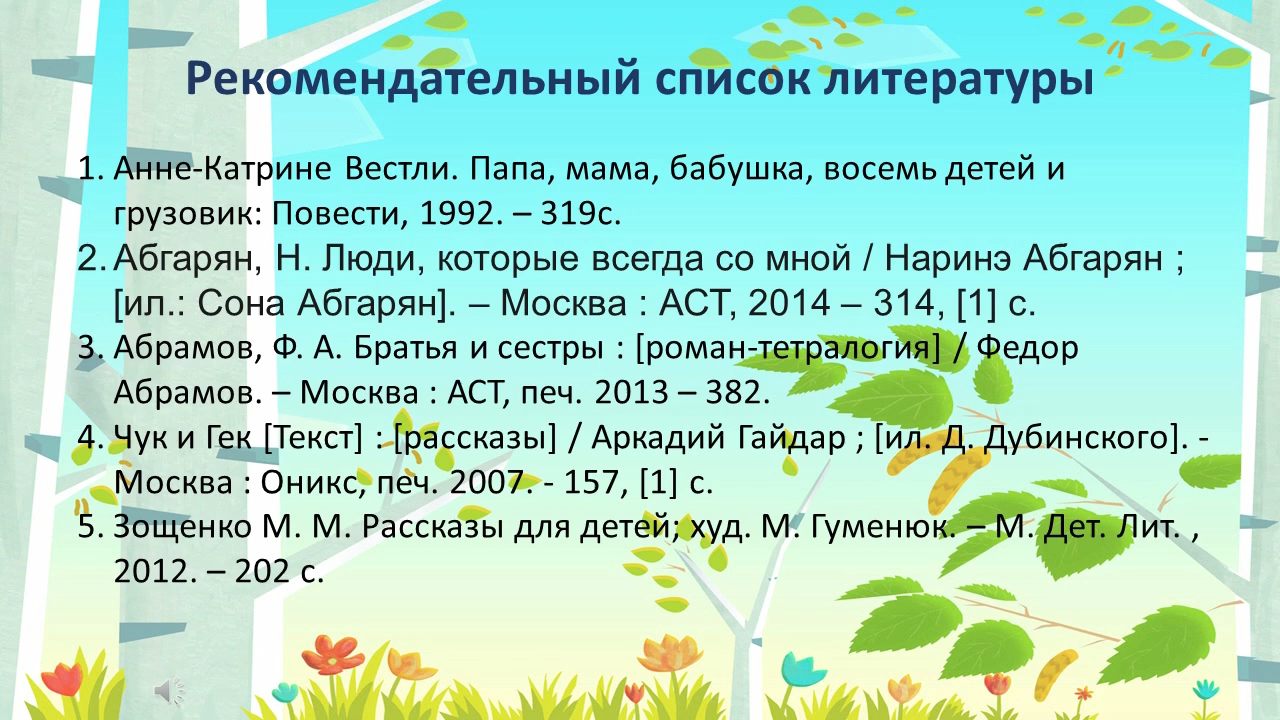 Рекомендательный список литературы
1. Анне-Катрине Вестли. Папа, мама, бабушка, восемь детей и
грузовик: Повести, 1992. – 319с.
2. Абгарян, Н. Люди, которые всегда со мной / Наринэ Абгарян ;
[ил.: Сона Абгарян]. – Москва : АСТ, 2014 – 314, [1] с.
3. Абрамов, Ф. А. Братья и сестры : [роман-тетралогия] / Федор
Абрамов. – Москва : АСТ, печ. 2013 – 382.
4. Чук и Гек [Текст] : [рассказы] / Аркадий Гайдар ; [ил. Д. Дубинского]. -
Москва : Оникс, печ. 2007. - 157, [1] с.
5. Зощенко М. М. Рассказы для детей; худ. М. Гуменюк. – М. Дет. Лит. ,
2012. – 202 с.